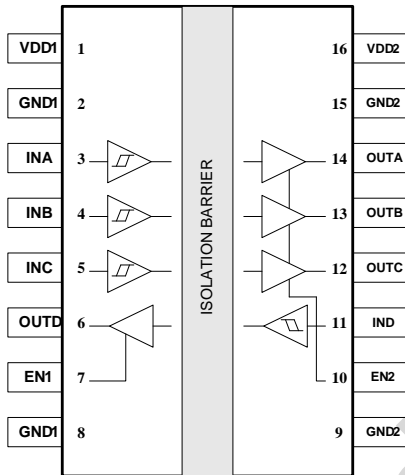 VDD1 1 16 VDD2
GND1 2 15 GND2
INA 3 14 OUTA
INB 4 13 OUTB
INC 5 12 OUTC
OUTD 6 11 IND
EN1 7 10 EN2
GND1 8 9 GND2
ISOLATION BARRIER